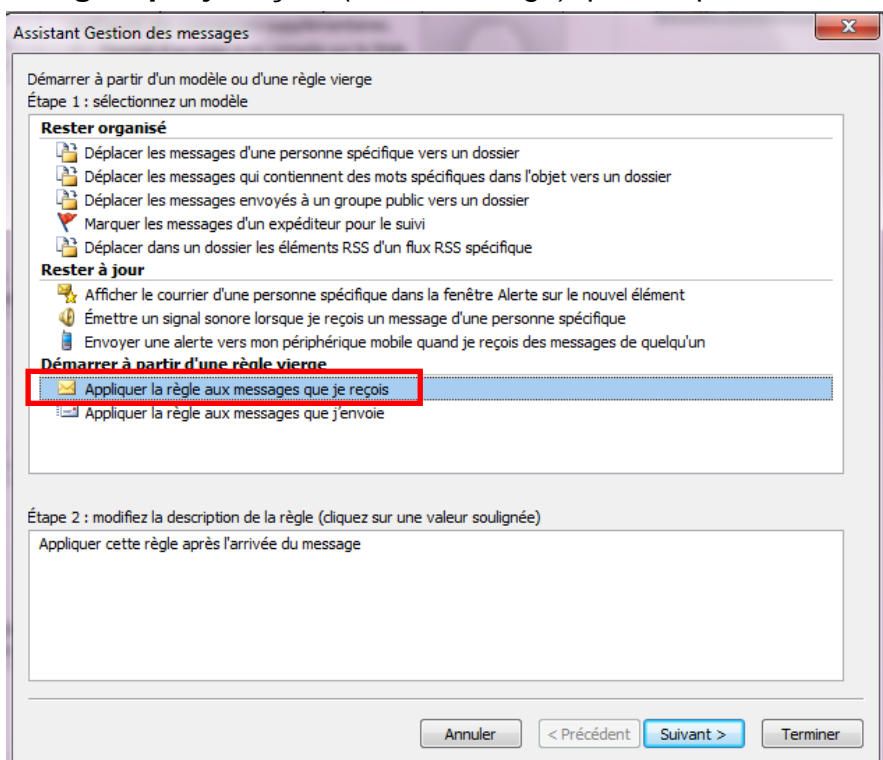 Assistant Gestion des messages
Démarrer à partir d'un modèle ou d'une règle vierge
Étape 1 : sélectionnez un modèle
Rester organisé
Déplacer les messages d'une personne spécifique vers un dossier
Déplacer les messages qui contiennent des mots spécifiques dans l'objet vers un dossier
Déplacer les messages envoyés à un groupe public vers un dossier
Marquer les messages d'un expéditeur pour le suivi
Déplacer dans un dossier les éléments RSS d'un flux RSS spécifique
Rester à jour
Afficher le courrier d'une personne spécifique dans la fenêtre Alerte sur le nouvel élément
Émettre un signal sonore lorsque je reçois un message d'une personne spécifique
Envoyer une alerte vers mon périphérique mobile quand je reçois des messages de quelqu'un
Démarrer à partir d'une règle vierge
Appliquer la règle aux messages que je reçois
Appliquer la règle aux messages que j'envoie
Étape 2 : modifiez la description de la règle (cliquez sur une valeur soulignée)
Appliquer cette règle après l'arrivée du message
Annuler < Précédent Suivant > Terminer